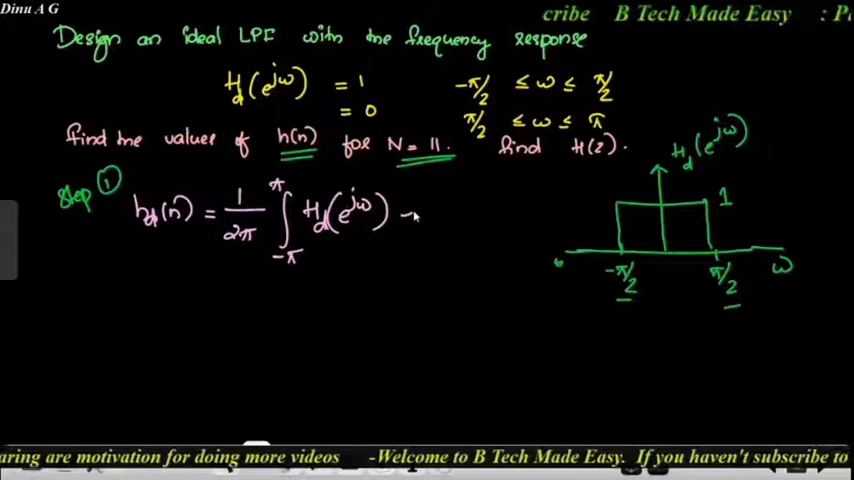 Dinu A G
cribe B Tech Made Easy : P
Design an ideal LPF with the frequency response
H_d(e^{jω}) = 1 -π/2 ≤ ω ≤ π/2
= 0 π/2 ≤ ω ≤ π
find the values of h(n) for N = 11. find H(z).
H_d(e^{jω})
step 1
h_d(n) = 1/2π ∫_{-π}^{π} H_d(e^{jω})
1
-π/2 π/2 ω
aring are motivation for doing more videos -Welcome to B Tech Made Easy. If you haven't subscribe to